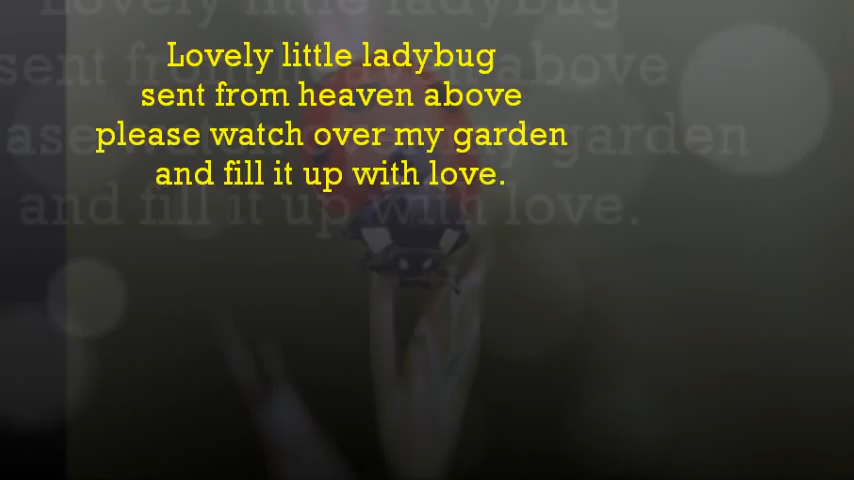 Lovely little ladybug
sent from heaven above
please watch over my garden
and fill it up with love.